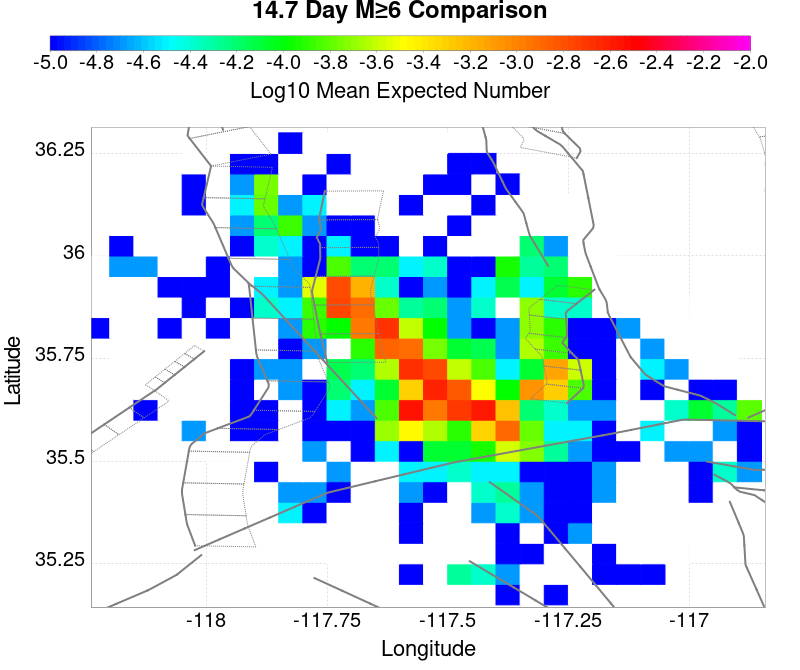 14.7 Day M≥6 Comparison
-5.0 -4.8 -4.6 -4.4 -4.2 -4.0 -3.8 -3.6 -3.4 -3.2 -3.0 -2.8 -2.6 -2.4 -2.2 -2.0
Log10 Mean Expected Number
36.25
36
35.75
35.5
35.25
Latitude
-118 -117.75 -117.5 -117.25 -117
Longitude